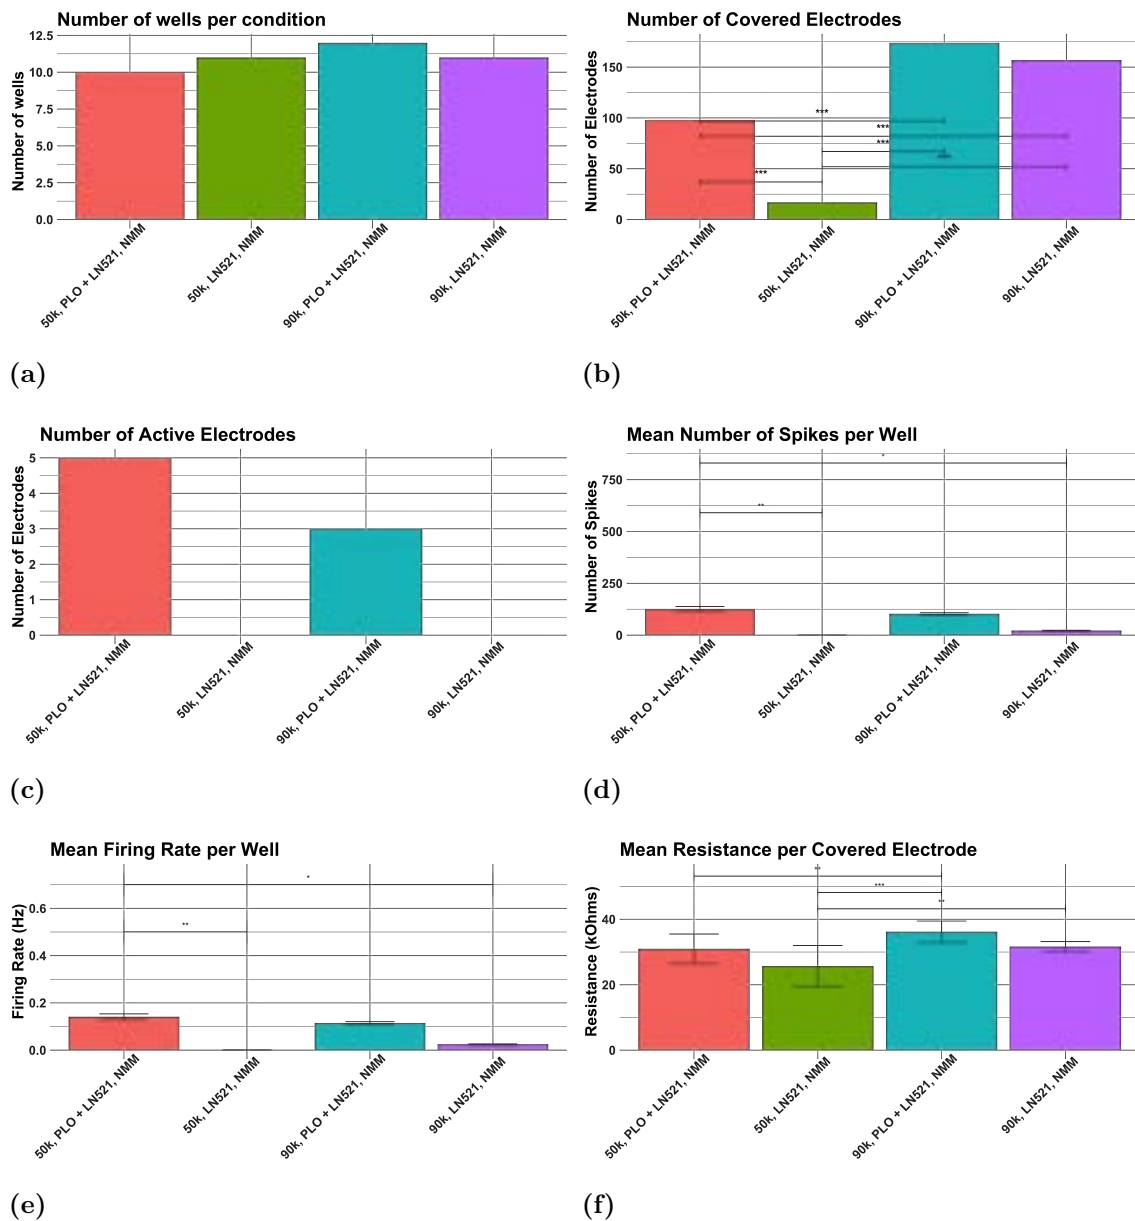 Number of wells per condition
Number of wells
12.5
10.0
7.5
5.0
2.5
0.0
50k, PLO + LN521, NMM
50k, LN521, NMM
90k, PLO + LN521, NMM
90k, LN521, NMM
(a)
Number of Covered Electrodes
Number of Electrodes
150
100
50
0
***
***
***
***
50k, PLO + LN521, NMM
50k, LN521, NMM
90k, PLO + LN521, NMM
90k, LN521, NMM
(b)
Number of Active Electrodes
Number of Electrodes
5
4
3
2
1
0
50k, PLO + LN521, NMM
50k, LN521, NMM
90k, PLO + LN521, NMM
90k, LN521, NMM
(c)
Mean Number of Spikes per Well
Number of Spikes
750
500
250
0
*
**
50k, PLO + LN521, NMM
50k, LN521, NMM
90k, PLO + LN521, NMM
90k, LN521, NMM
(d)
Mean Firing Rate per Well
Firing Rate (Hz)
0.6
0.4
0.2
0.0
*
**
50k, PLO + LN521, NMM
50k, LN521, NMM
90k, PLO + LN521, NMM
90k, LN521, NMM
(e)
Mean Resistance per Covered Electrode
Resistance (kOhms)
40
20
0
**
***
**
50k, PLO + LN521, NMM
50k, LN521, NMM
90k, PLO + LN521, NMM
90k, LN521, NMM
(f)